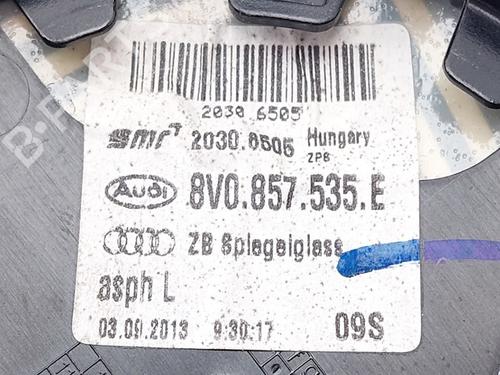 2030 6505
smr 2030.6505 Hungary
ZPB
Audi 8V0.857.535.E
ZB Spiegelglass
asph L
03.09.2013 9:30:17 09S